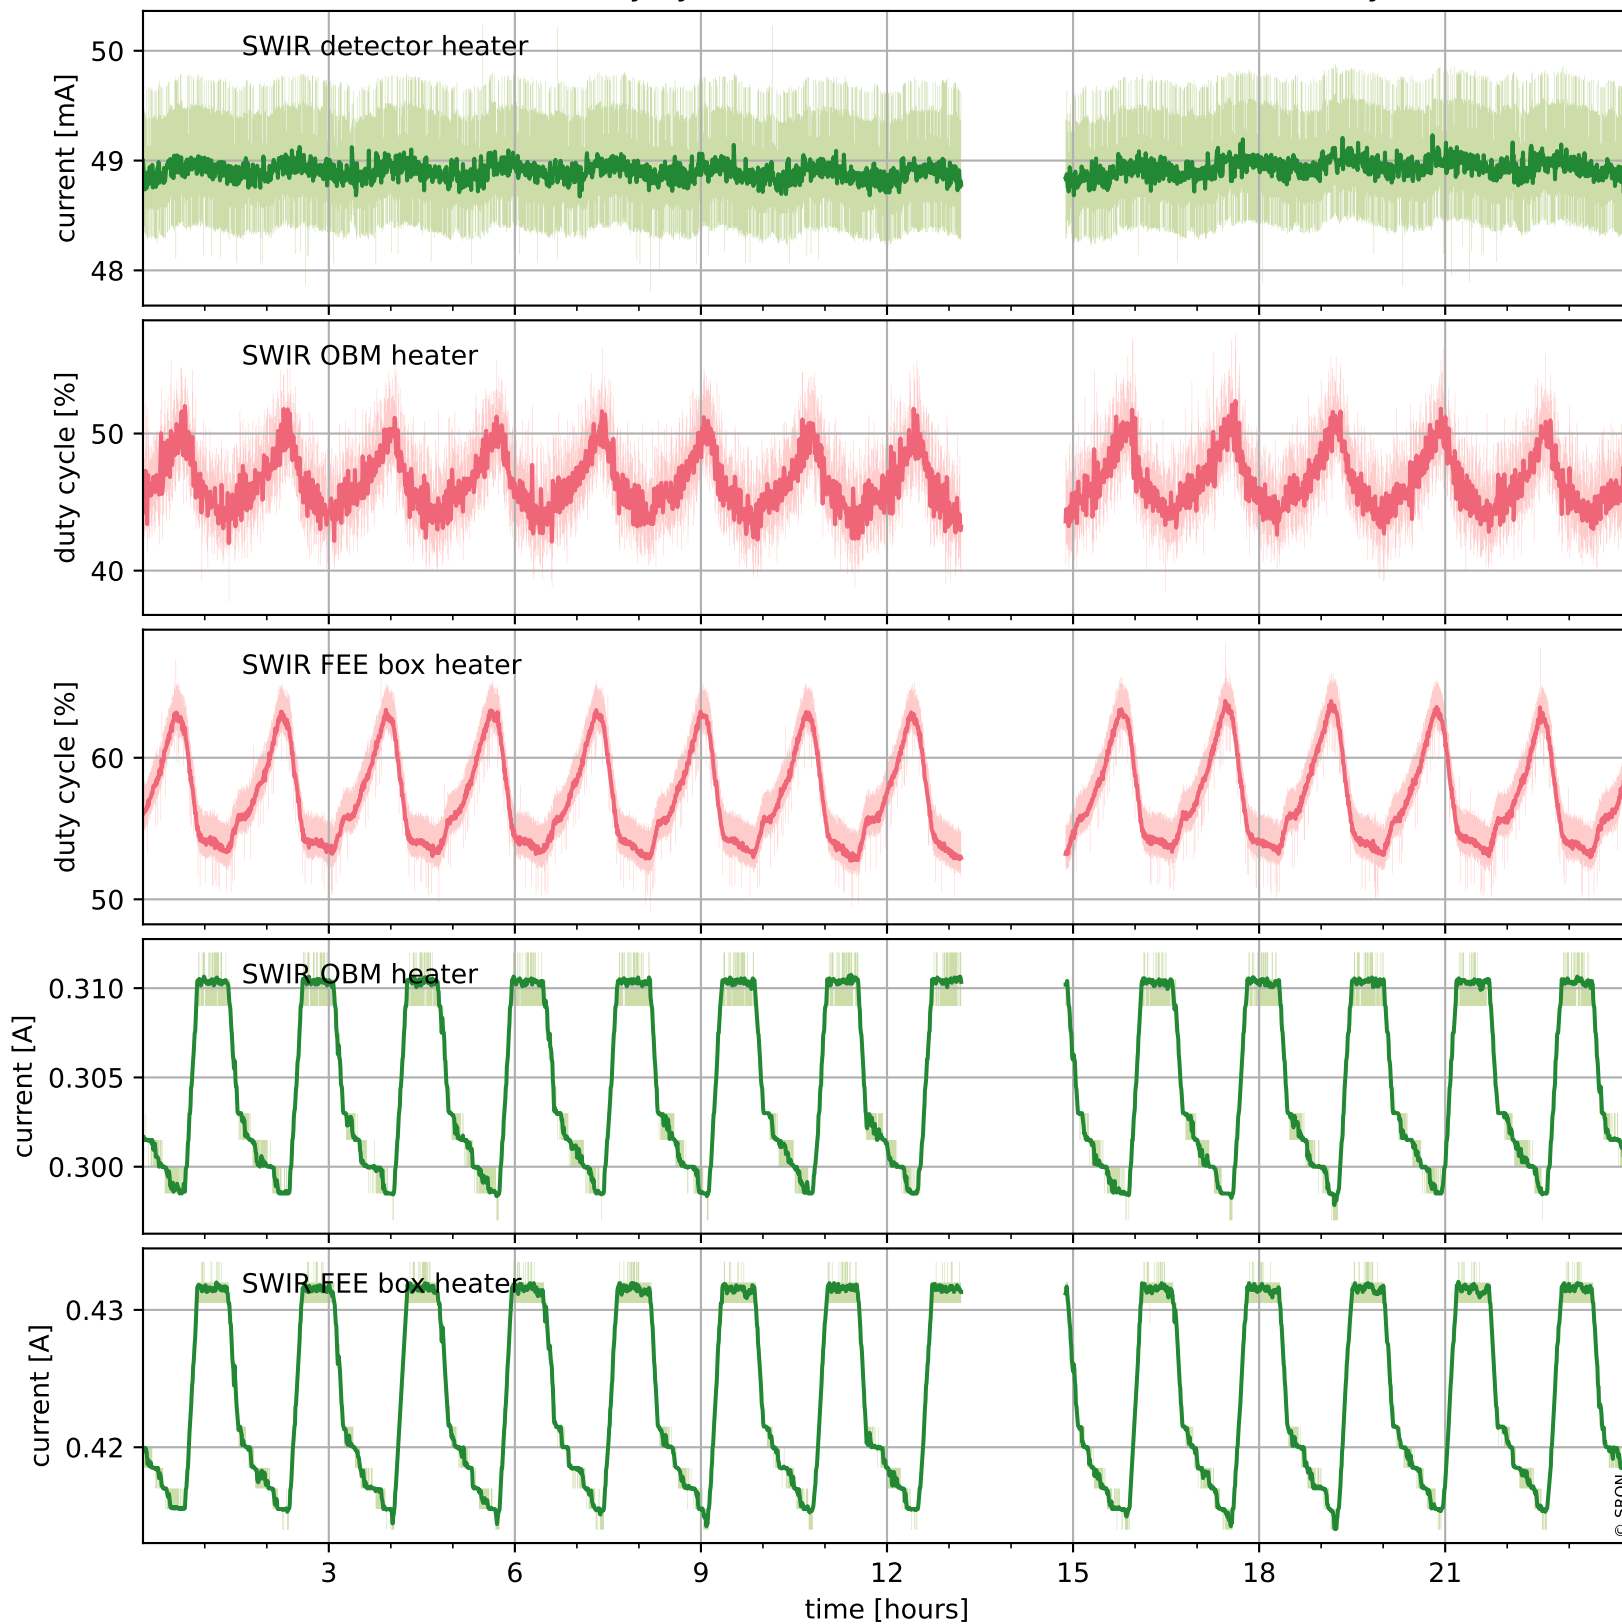 SWIR detector heater
50
49
48
current [mA]
SWIR OBM heater
50
40
duty cycle [%]
SWIR FEE box heater
60
50
duty cycle [%]
SWIR OBM heater
0.310
0.305
0.300
current [A]
SWIR FEE box heater
0.43
0.42
current [A]
3 6 9 12 15 18 21
time [hours]
© SRON